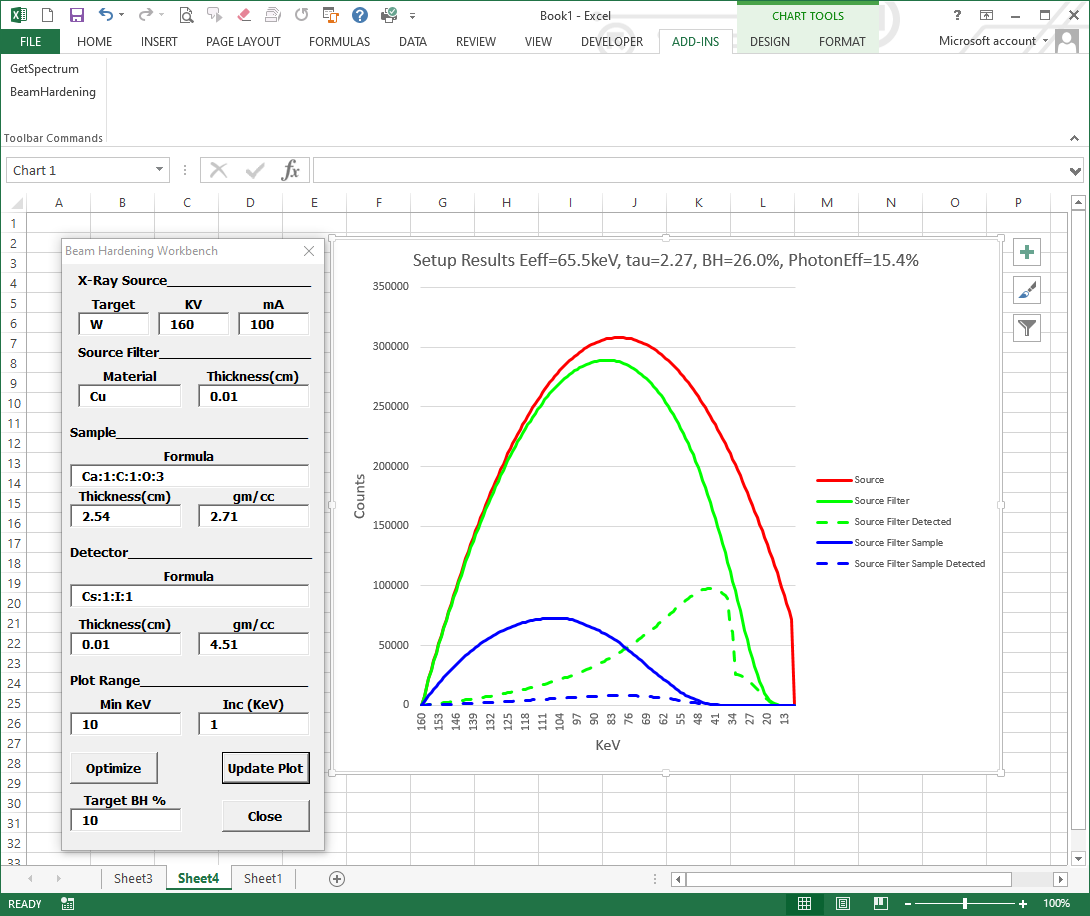 Book1 - Excel
CHART TOOLS
FILE HOME INSERT PAGE LAYOUT FORMULAS DATA REVIEW VIEW DEVELOPER ADD-INS DESIGN FORMAT Microsoft account
GetSpectrum
BeamHardening
Toolbar Commands
Chart 1
fx
A B C D E F G H I J K L M N O P
1
2
3
4
5
6
7
8
9
10
11
12
13
14
15
16
17
18
19
20
21
22
23
24
25
26
27
28
29
30
31
32
33
Beam Hardening Workbench
X-Ray Source
Target KV mA
W 160 100
Source Filter
Material Thickness(cm)
Cu 0.01
Sample
Formula
Ca:1:C:1:O:3
Thickness(cm) gm/cc
2.54 2.71
Detector
Formula
Cs:1:I:1
Thickness(cm) gm/cc
0.01 4.51
Plot Range
Min KeV Inc (KeV)
10 1
Optimize Update Plot
Target BH %
10 Close
Setup Results Eeff=65.5keV, tau=2.27, BH=26.0%, PhotonEff=15.4%
350000
300000
250000
200000
150000
100000
50000
0
Counts
160 153 146 139 132 125 118 111 104 97 90 83 76 69 62 55 48 41 34 27 20 13
KeV
Source
Source Filter
Source Filter Detected
Source Filter Sample
Source Filter Sample Detected
Sheet3 Sheet4 Sheet1
READY 100%